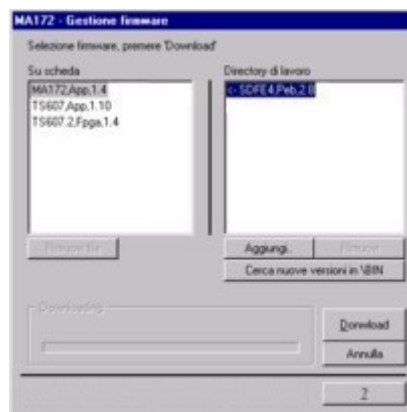 MA172 - Gestione firmware
Selezione firmware, premere 'Download'
Su scheda
Directory di lavoro
MA172,App,1.4
TS607,App,1.10
TS607.2,Fpga,1.4
<- SDFE4,Peb,2.8
Rimuovi file
Aggiungi..
Rimuovi
Cerca nuove versioni in \BIN
Downloading
Donwload
Annulla
?